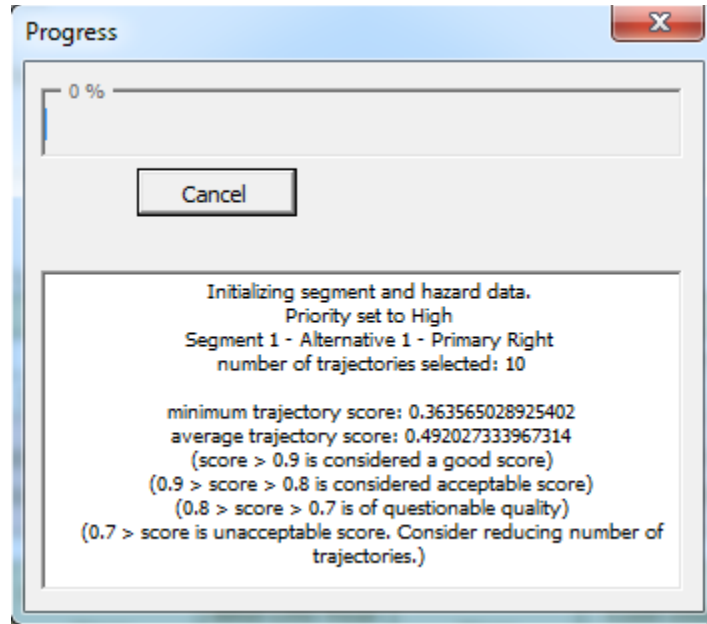 Progress
0 %
Cancel
Initializing segment and hazard data.
Priority set to High
Segment 1 - Alternative 1 - Primary Right
number of trajectories selected: 10
minimum trajectory score: 0.363565028925402
average trajectory score: 0.492027333967314
(score > 0.9 is considered a good score)
(0.9 > score > 0.8 is considered acceptable score)
(0.8 > score > 0.7 is of questionable quality)
(0.7 > score is unacceptable score. Consider reducing number of
trajectories.)